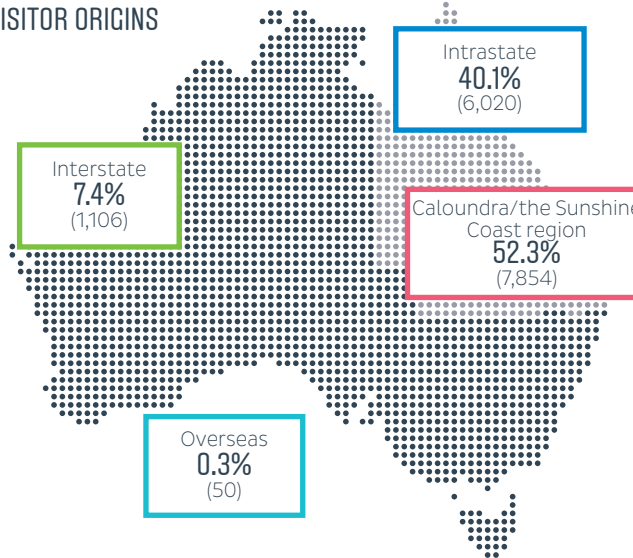 ISITOR ORIGINS
Intrastate
40.1%
(6,020)
Interstate
7.4%
(1,106)
Caloundra/the Sunshine
Coast region
52.3%
(7,854)
Overseas
0.3%
(50)